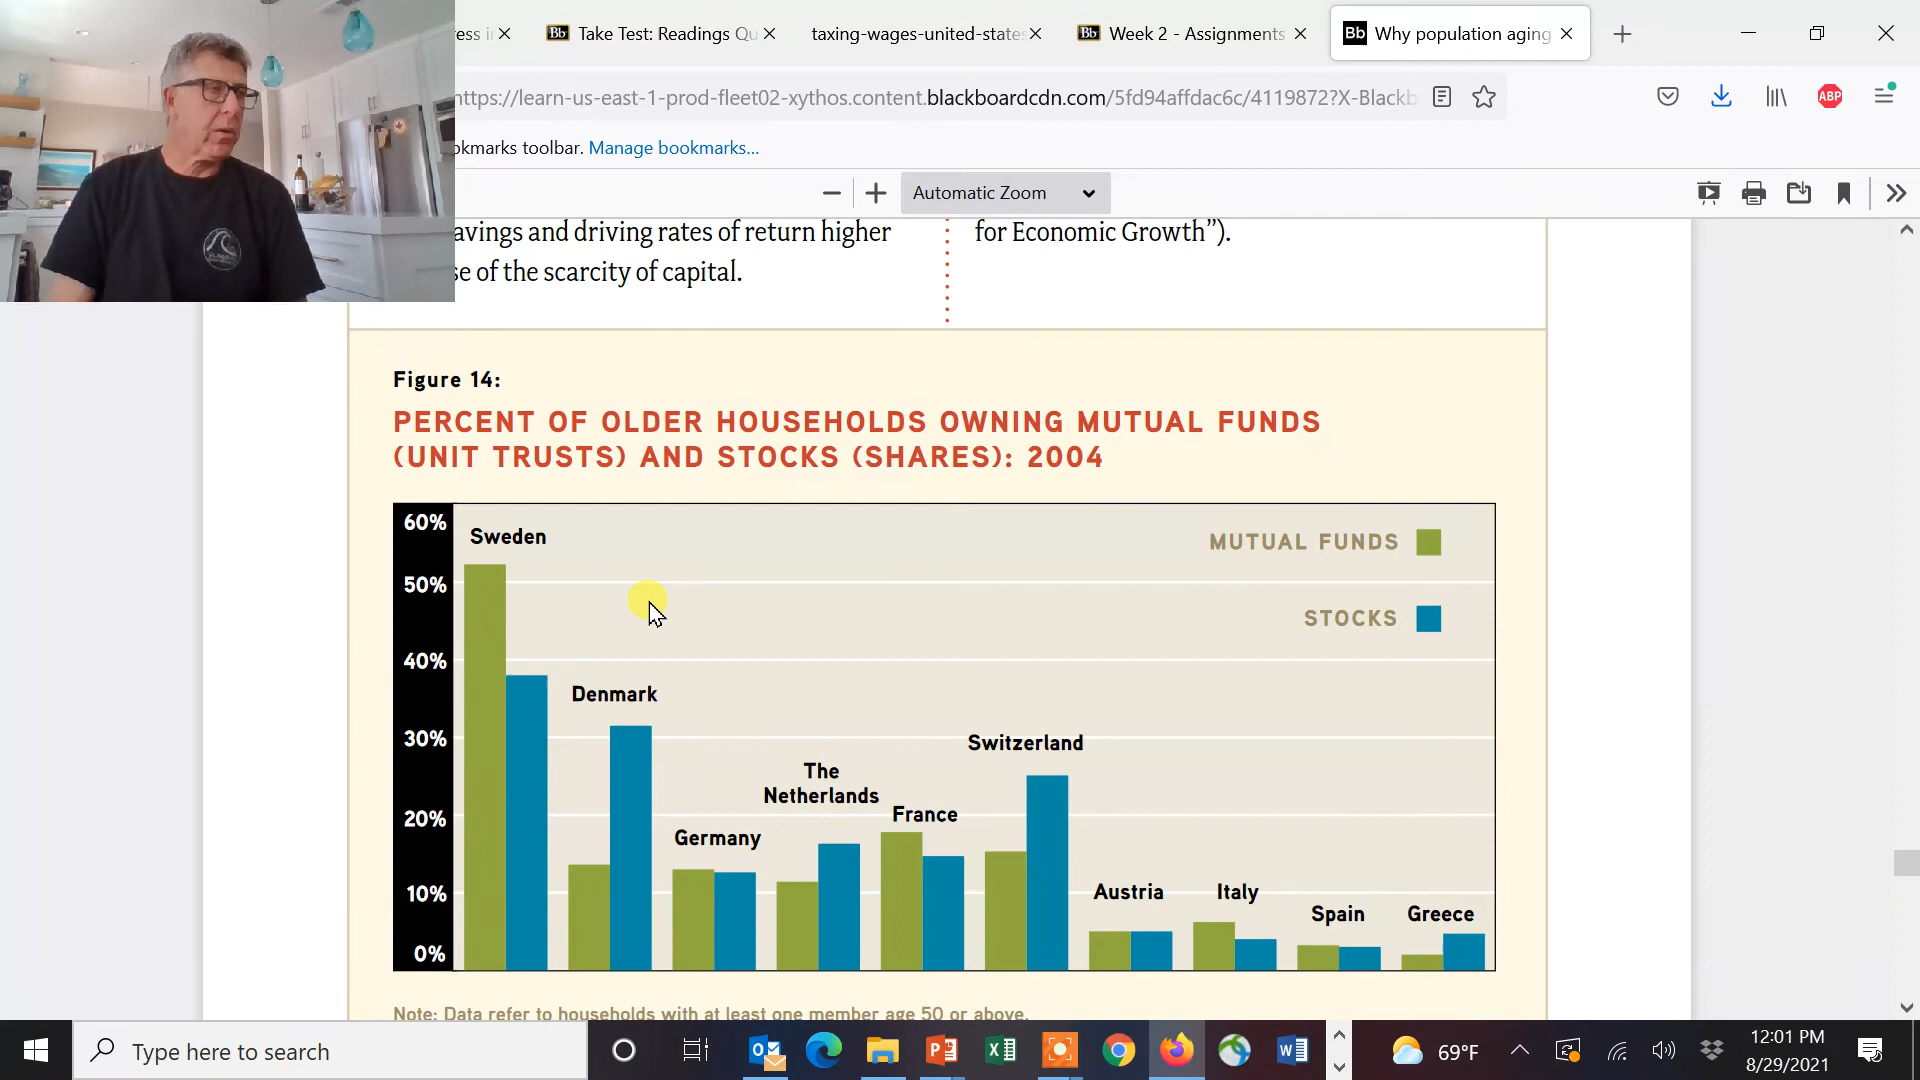 ess in
Bb Take Test: Readings Qu
taxing-wages-united-state
Bb Week 2 - Assignments
Bb Why population aging
https://learn-us-east-1-prod-fleet02-xythos.content.blackboardcdn.com/5fd94affdac6c/4119872?X-Blackb
ABP
okmarks toolbar. Manage bookmarks...
Automatic Zoom
avings and driving rates of return higher
se of the scarcity of capital.
for Economic Growth”).
Figure 14:
PERCENT OF OLDER HOUSEHOLDS OWNING MUTUAL FUNDS
(UNIT TRUSTS) AND STOCKS (SHARES): 2004
60%
50%
40%
30%
20%
10%
0%
Sweden
Denmark
Germany
The
Netherlands
France
Switzerland
Austria
Italy
Spain
Greece
MUTUAL FUNDS
STOCKS
Note: Data refer to households with at least one member age 50 or above.
Type here to search
69°F
12:01 PM
8/29/2021